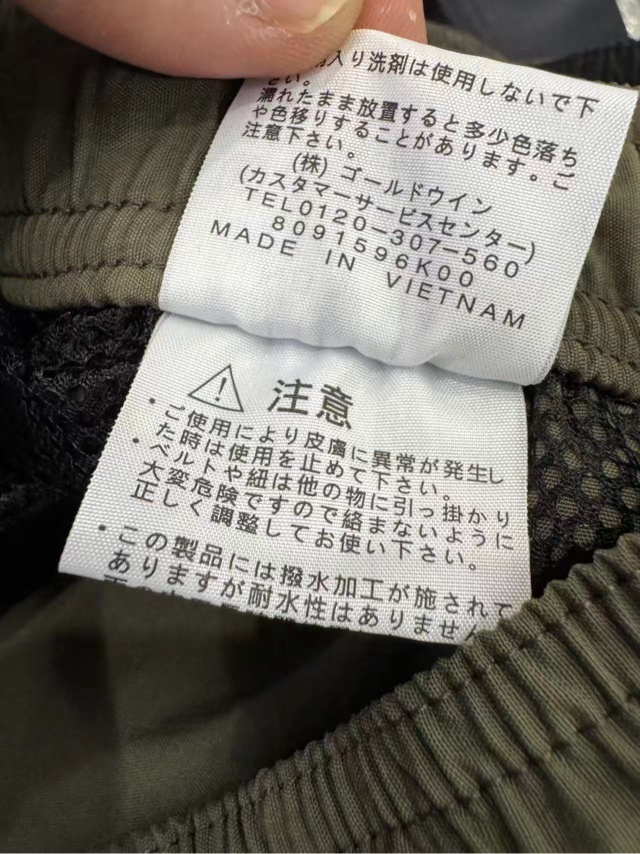 入り洗剤は使用しないで下
さい。
濡れたまま放置すると多少色落ち
や色移りすることがあります。ご
注意下さい。
(株) ゴールドウイン
(カスタマーサービスセンター)
TEL0120-307-560
8091596K00
MADE IN VIETNAM
注意
・ご使用により皮膚に異常が発生し
た時は使用を止めて下さい。
・ベルトや紐は他の物に引っ掛かり
大変危険ですので絡まないように
正しく調整してお使い下さい。
・この製品には撥水加工が施されて
ありますが耐水性はありません